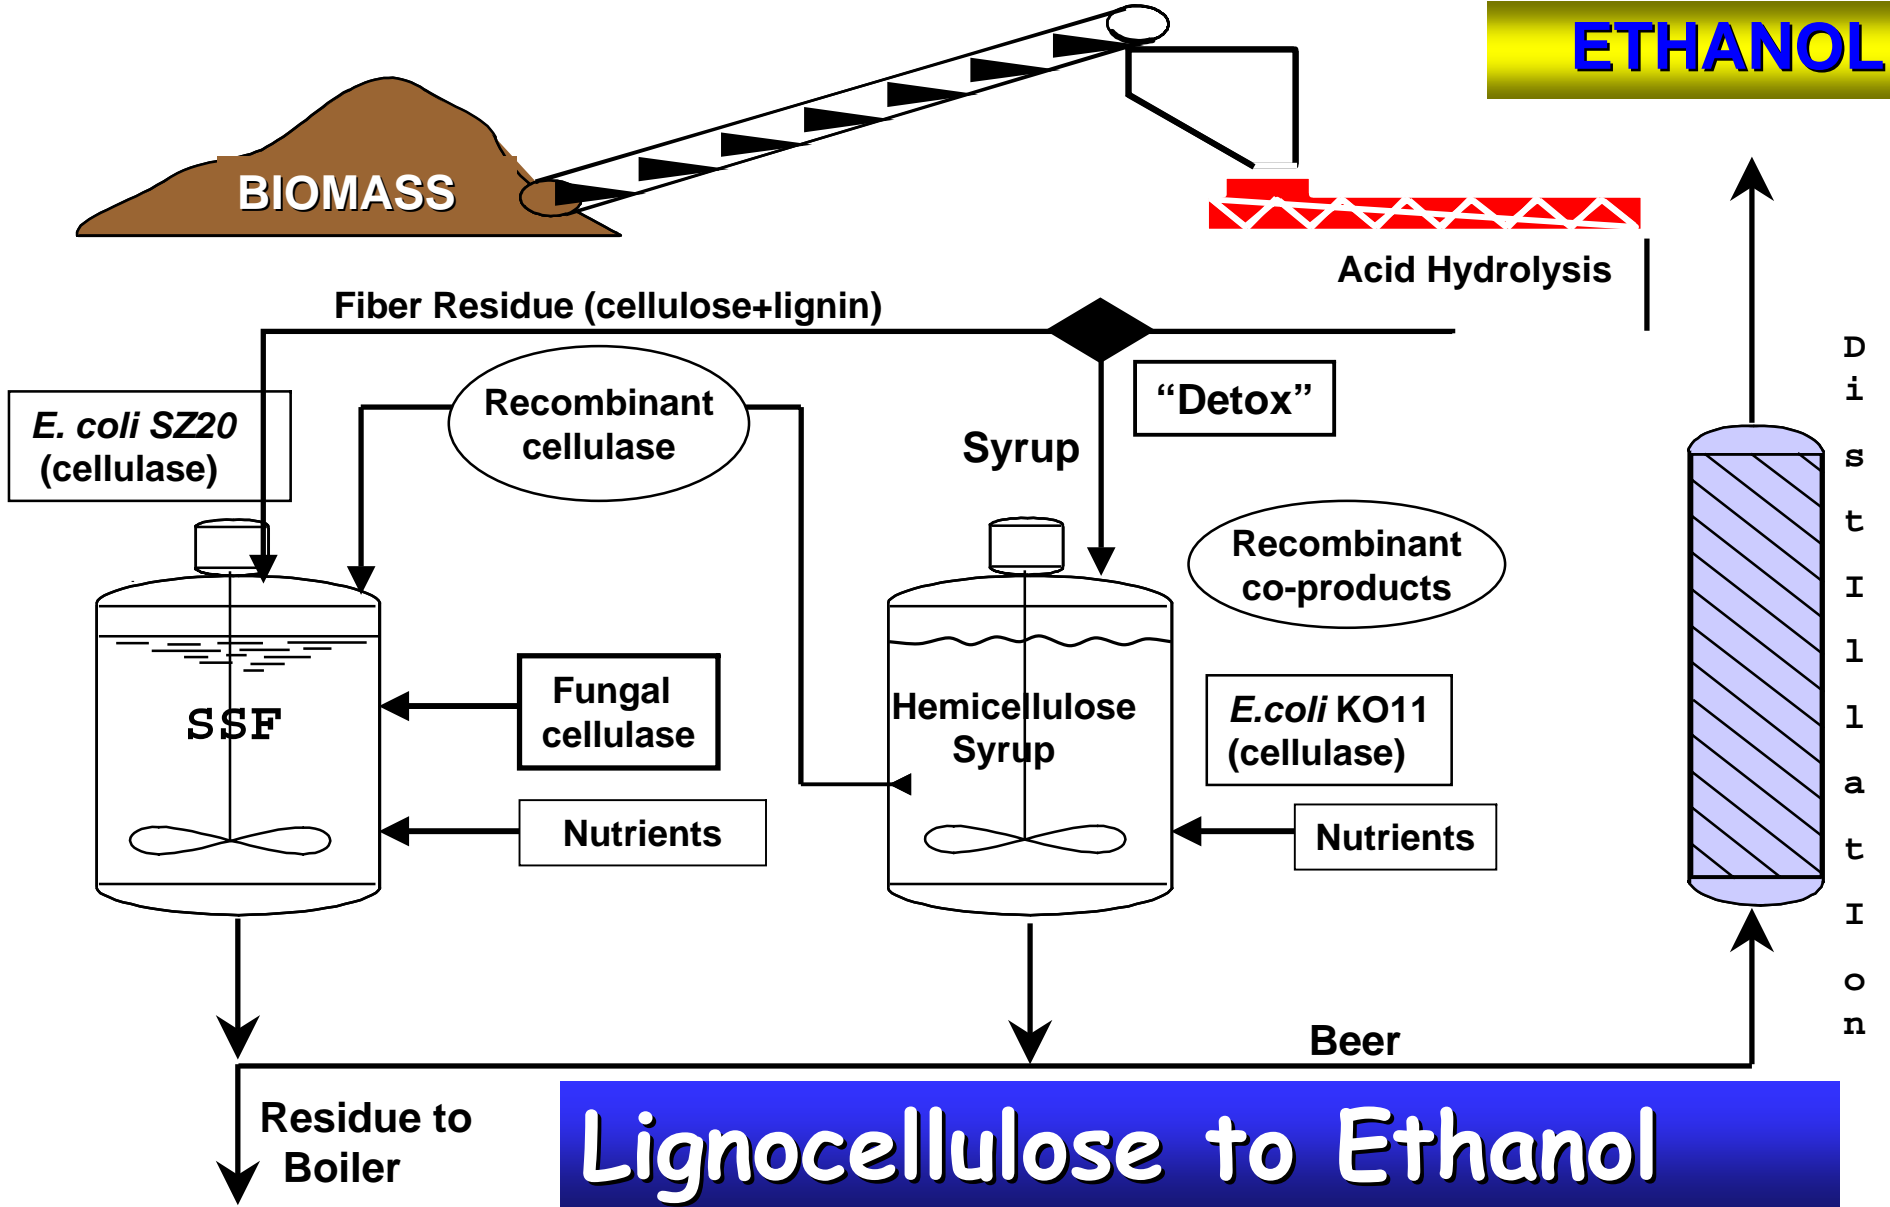 ETHANOL
BIOMASS
Acid Hydrolysis
Fiber Residue (cellulose+lignin)
“Detox”
E. coli SZ20
(cellulase)
Recombinant
cellulase
Syrup
Recombinant
co-products
Fungal
cellulase
SSF
Hemicellulose
Syrup
E.coli KO11
(cellulase)
Nutrients
Nutrients
D
i
s
t
I
l
l
a
t
I
o
n
Beer
Residue to
Boiler
Lignocellulose to Ethanol